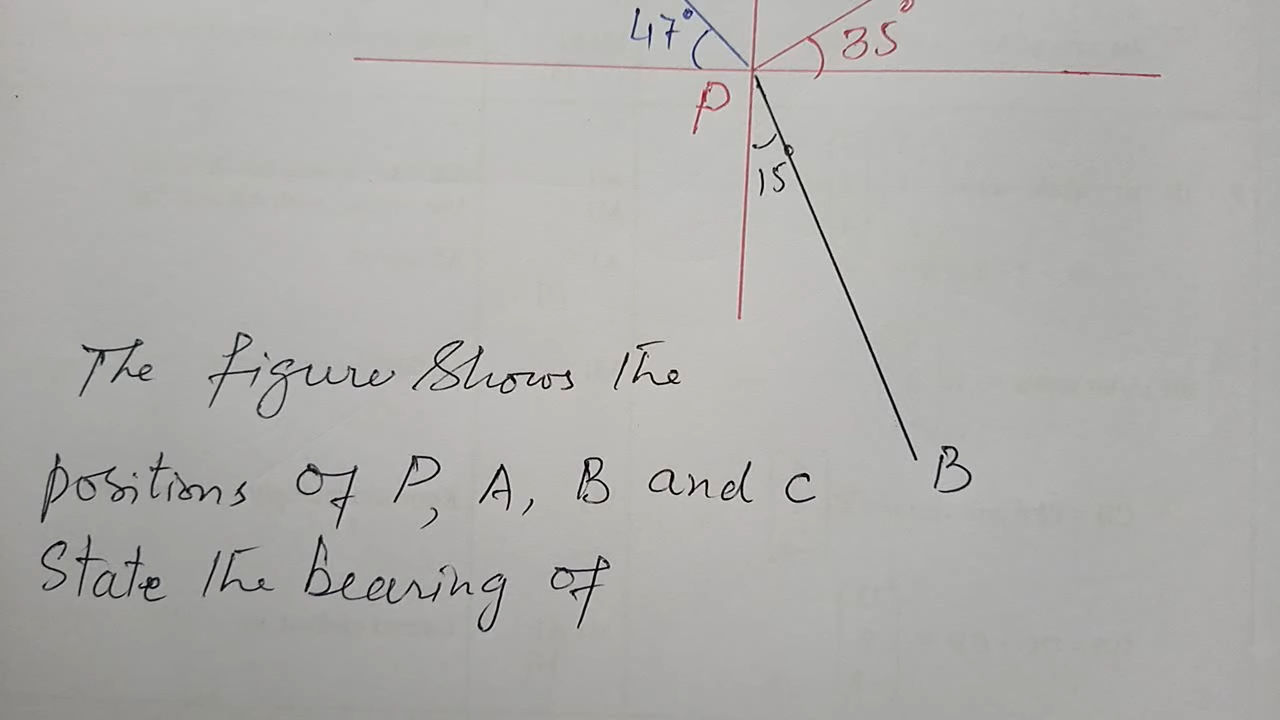 47°
35°
P
15°
The figure shows the
B
positions of P, A, B and C
State the bearing of